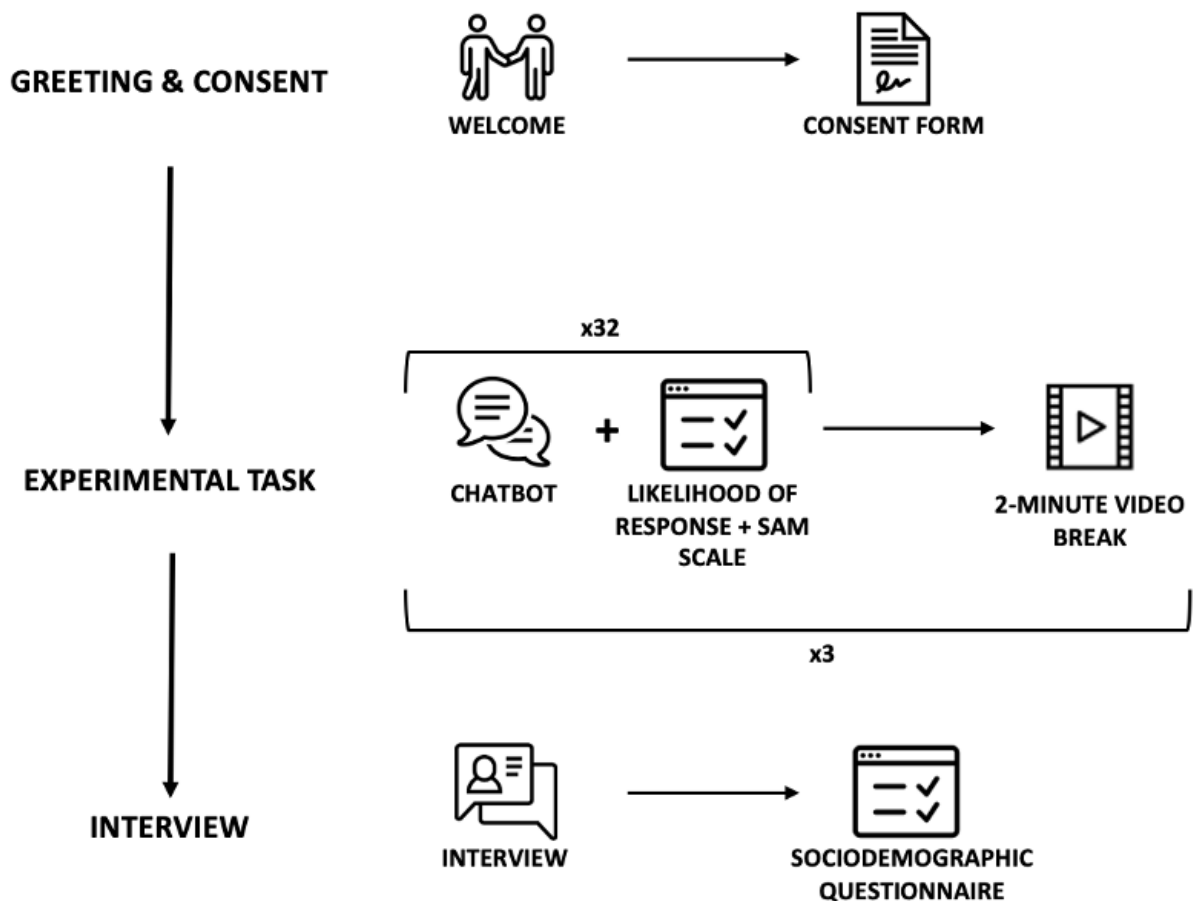 GREETING & CONSENT
WELCOME
CONSENT FORM
x32
EXPERIMENTAL TASK
CHATBOT
+
LIKELIHOOD OF
RESPONSE + SAM
SCALE
2-MINUTE VIDEO
BREAK
x3
INTERVIEW
INTERVIEW
SOCIODEMOGRAPHIC
QUESTIONNAIRE